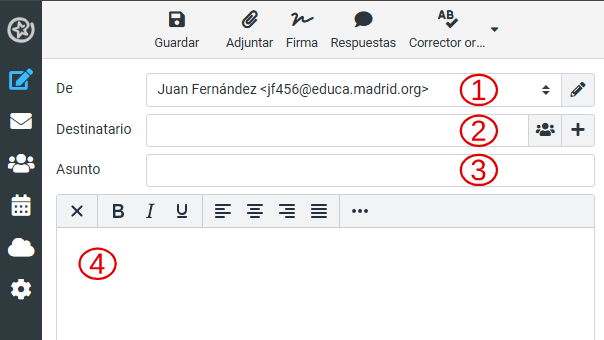 Guardar Adjuntar Firma Respuestas Corrector or...
De Juan Fernández <jf456@educa.madrid.org> 1
Destinatario 2
Asunto 3
B I U
4